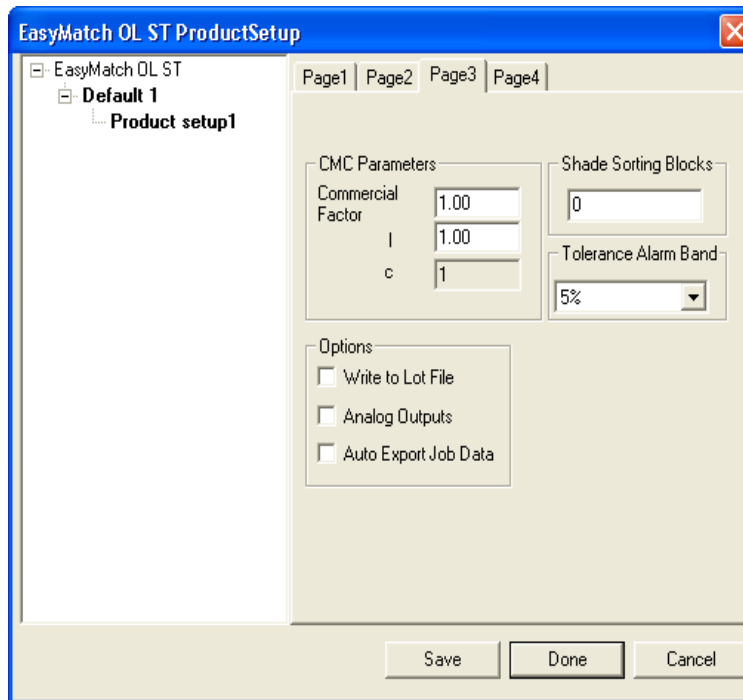 EasyMatch OL ST ProductSetup
EasyMatch OL ST
Default 1
Product setup1
Page1
Page2
Page3
Page4
CMC Parameters
Commercial
Factor
1.00
l
1.00
c
1
Shade Sorting Blocks
0
Tolerance Alarm Band
5%
Options
Write to Lot File
Analog Outputs
Auto Export Job Data
Save
Done
Cancel